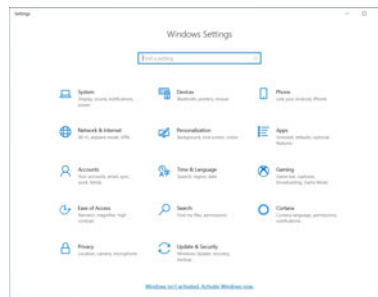 Settings
Windows Settings
Find a setting
System
Display, sound, notifications,
power
Devices
Bluetooth, printers, mouse
Phone
Link your Android, iPhone
Network & Internet
Wi-Fi, airplane mode, VPN
Personalization
Background, lock screen, colors
Apps
Uninstall, defaults, optional
features
Accounts
Your accounts, email, sync,
work, family
Time & Language
Speech, region, date
Gaming
Game bar, captures,
broadcasting, Game Mode
Ease of Access
Narrator, magnifier, high
contrast
Search
Find my files, permissions
Cortana
Cortana language, permissions,
notifications
Privacy
Location, camera, microphone
Update & Security
Windows Update, recovery,
backup
Windows isn't activated. Activate Windows now.